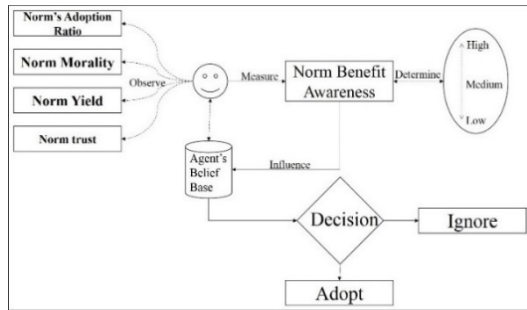 Norm's Adoption
Ratio
Norm Morality
Norm Yield
Norm trust
Observe
Measure
Norm Benefit
Awareness
Determine
High
Medium
Low
Agent's
Belief
Base
Influence
Decision
Ignore
Adopt